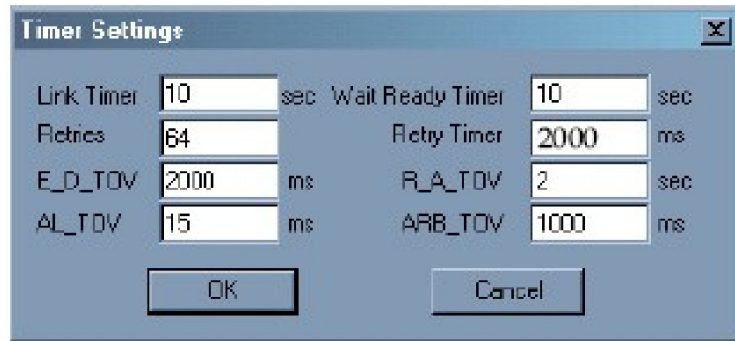 Timer Settings
Link Timer 10 sec Wait Ready Timer 10 sec
Retries 64 Retry Timer 2000 ms
E_D_TOV 2000 ms R_A_TOV 2 sec
AL_TOV 15 ms ARB_TOV 1000 ms
OK Cancel